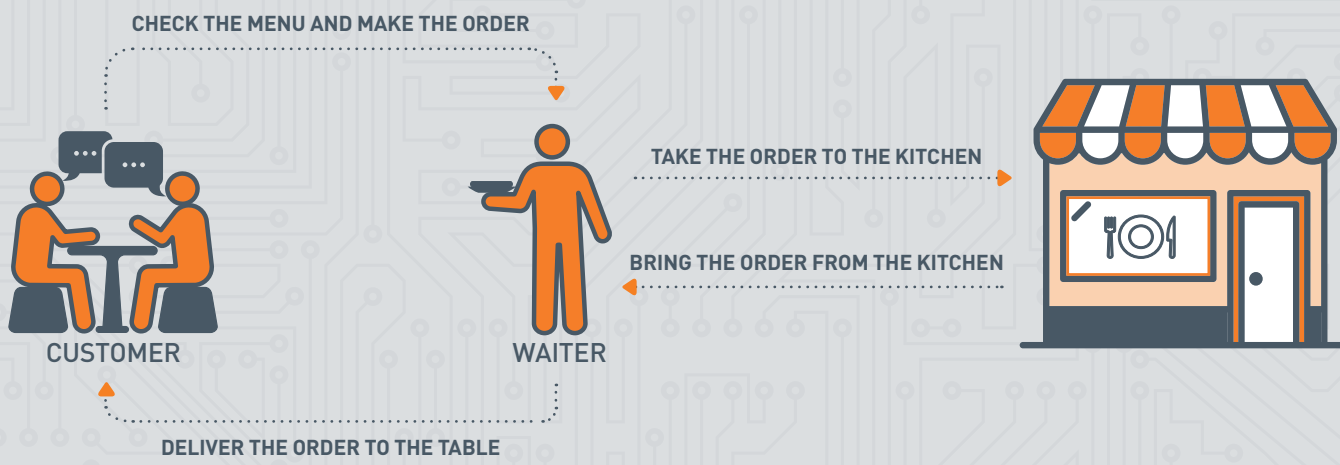 CHECK THE MENU AND MAKE THE ORDER
TAKE THE ORDER TO THE KITCHEN
BRING THE ORDER FROM THE KITCHEN
CUSTOMER
WAITER
DELIVER THE ORDER TO THE TABLE